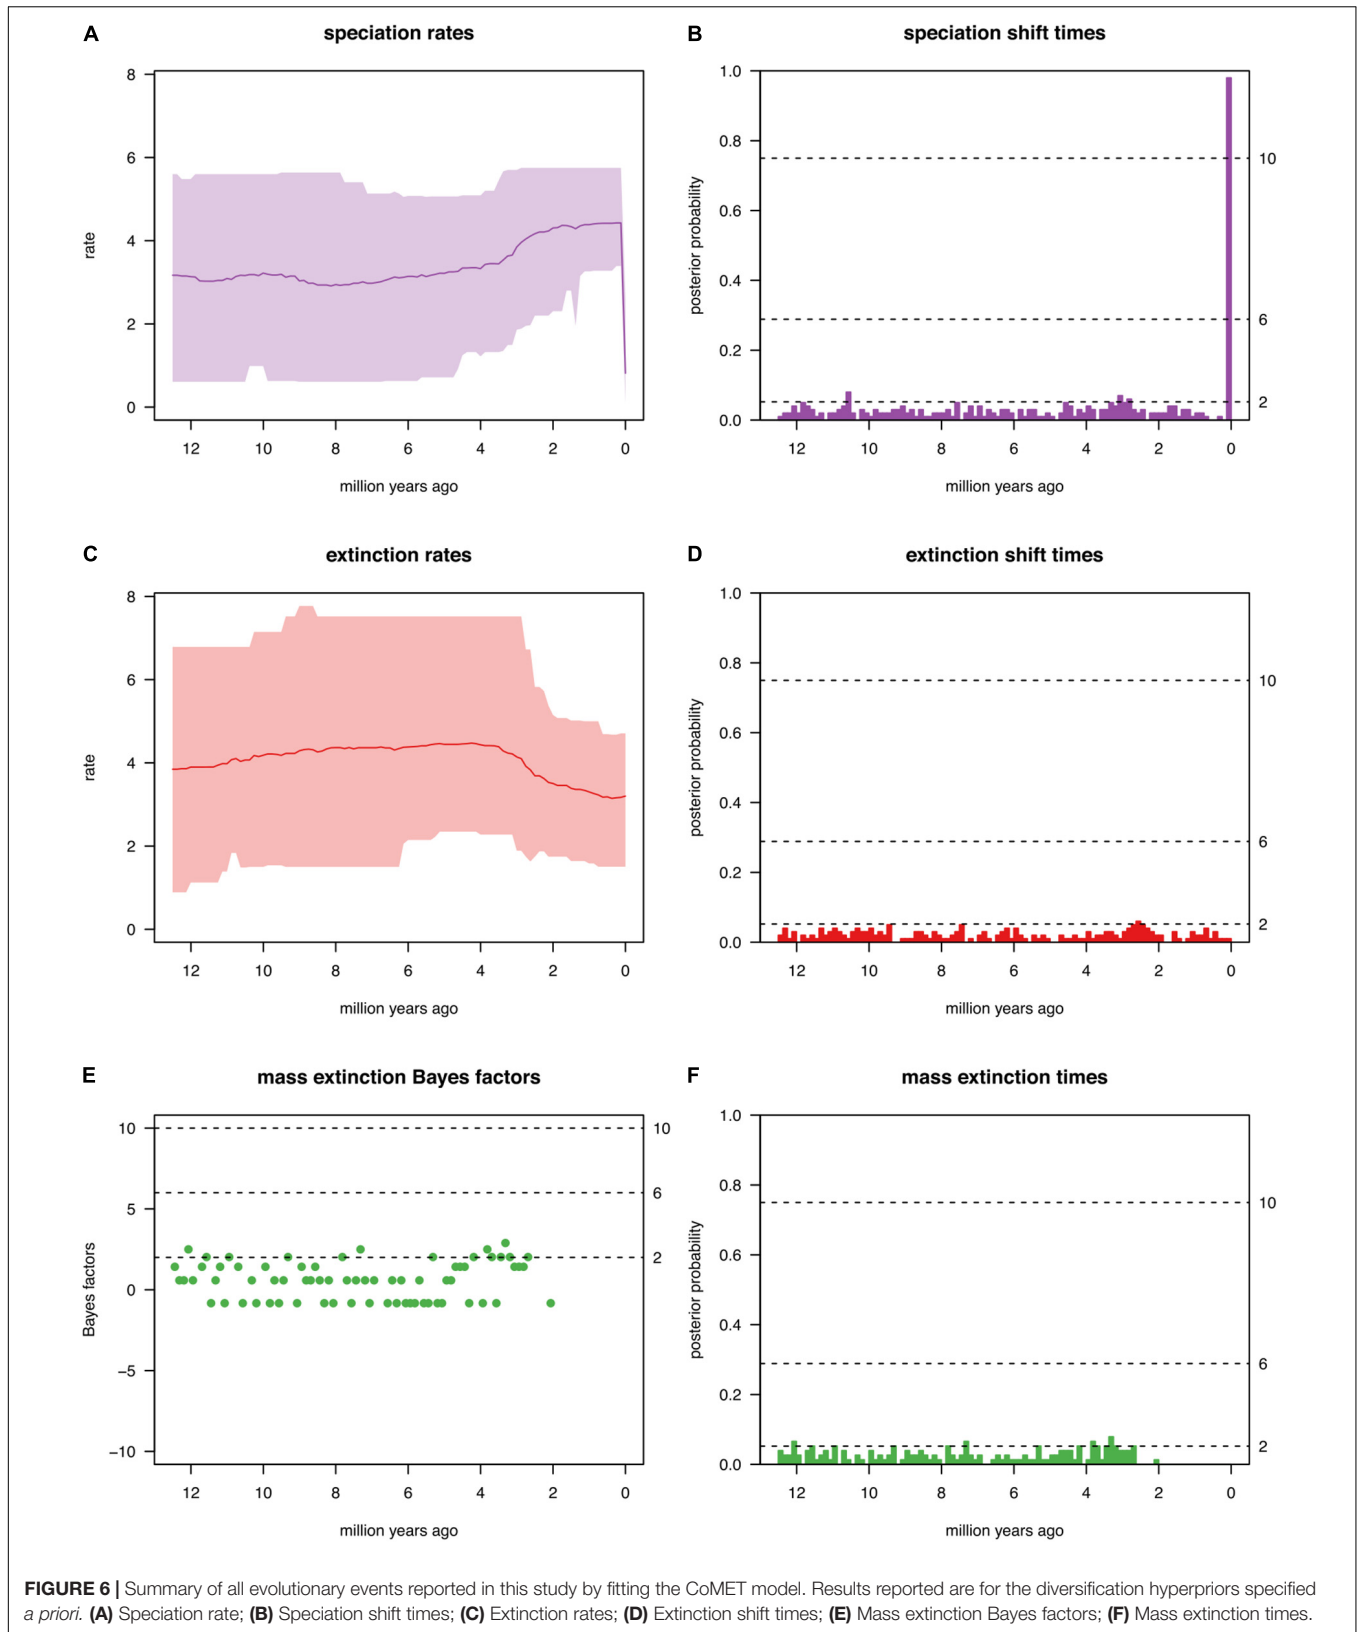 A
speciation rates
8
6
4
2
0
rate
12 10 8 6 4 2 0
million years ago
B
speciation shift times
1.0
0.8
0.6
0.4
0.2
0.0
posterior probability
10
6
2
12 10 8 6 4 2 0
million years ago
C
extinction rates
8
6
4
2
0
rate
12 10 8 6 4 2 0
million years ago
D
extinction shift times
1.0
0.8
0.6
0.4
0.2
0.0
posterior probability
10
6
2
12 10 8 6 4 2 0
million years ago
E
mass extinction Bayes factors
10
5
0
−5
−10
Bayes factors
10
6
2
12 10 8 6 4 2 0
million years ago
F
mass extinction times
1.0
0.8
0.6
0.4
0.2
0.0
posterior probability
10
6
2
12 10 8 6 4 2 0
million years ago
FIGURE 6 | Summary of all evolutionary events reported in this study by fitting the CoMET model. Results reported are for the diversification hyperpriors specified
a priori. (A) Speciation rate; (B) Speciation shift times; (C) Extinction rates; (D) Extinction shift times; (E) Mass extinction Bayes factors; (F) Mass extinction times.